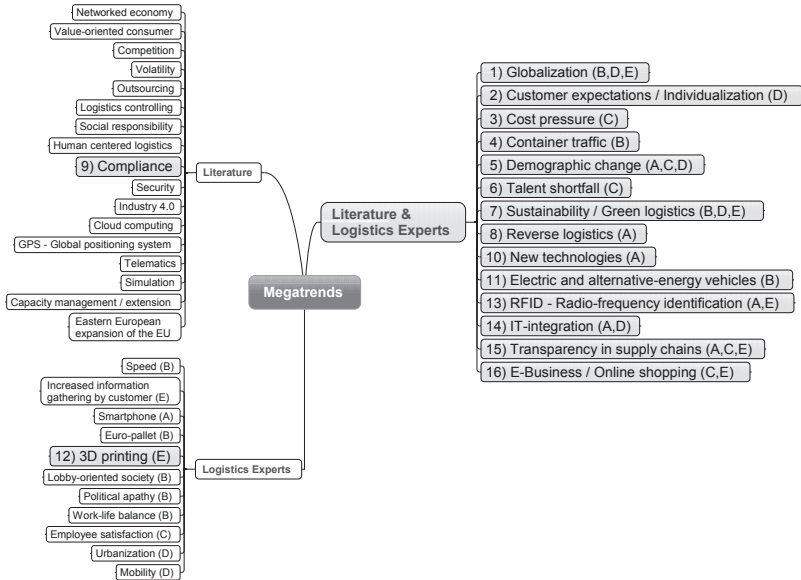 Networked economy
Value-oriented consumer
Competition
Volatility
Outsourcing
Logistics controlling
Social responsibility
Human centered logistics
9) Compliance
Security
Industry 4.0
Cloud computing
GPS - Global positioning system
Telematics
Simulation
Capacity management / extension
Eastern European
expansion of the EU
Literature
Speed (B)
Increased information
gathering by customer (E)
Smartphone (A)
Euro-pallet (B)
12) 3D printing (E)
Lobby-oriented society (B)
Political apathy (B)
Work-life balance (B)
Employee satisfaction (C)
Urbanization (D)
Mobility (D)
Logistics Experts
Megatrends
Literature &
Logistics Experts
1) Globalization (B,D,E)
2) Customer expectations / Individualization (D)
3) Cost pressure (C)
4) Container traffic (B)
5) Demographic change (A,C,D)
6) Talent shortfall (C)
7) Sustainability / Green logistics (B,D,E)
8) Reverse logistics (A)
10) New technologies (A)
11) Electric and alternative-energy vehicles (B)
13) RFID - Radio-frequency identification (A,E)
14) IT-integration (A,D)
15) Transparency in supply chains (A,C,E)
16) E-Business / Online shopping (C,E)